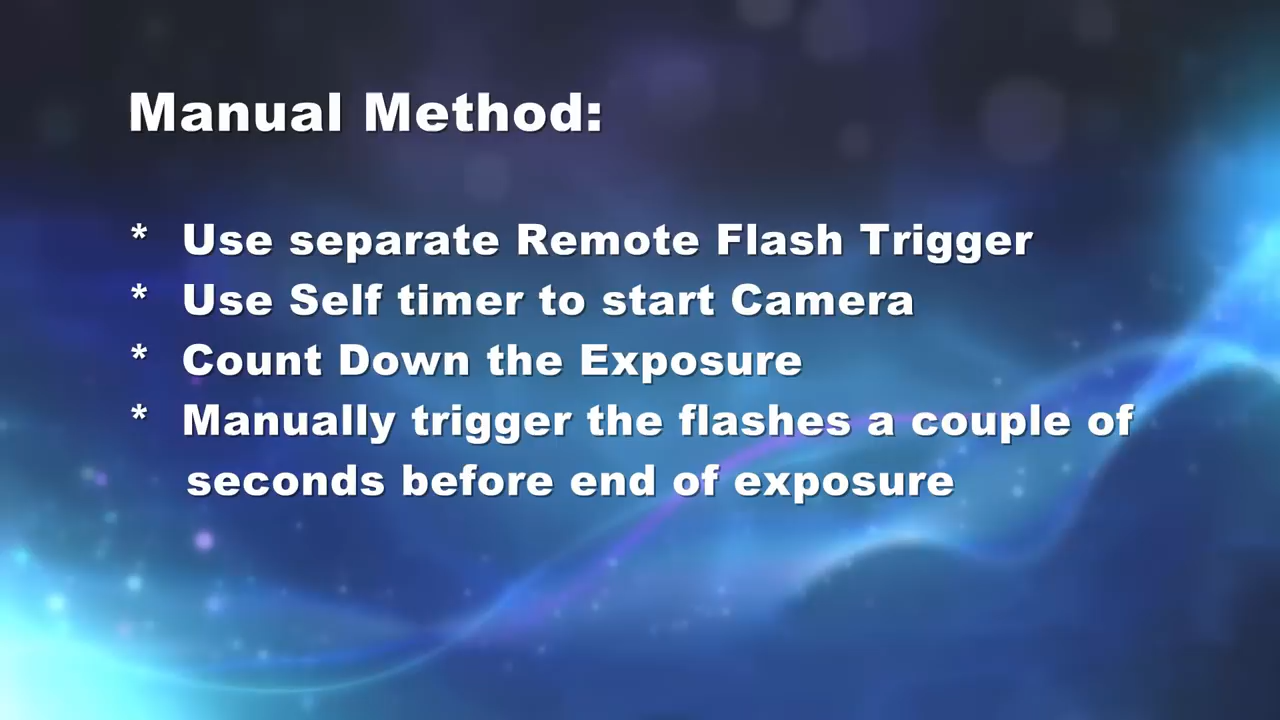 Manual Method:
* Use separate Remote Flash Trigger
* Use Self timer to start Camera
* Count Down the Exposure
* Manually trigger the flashes a couple of
seconds before end of exposure